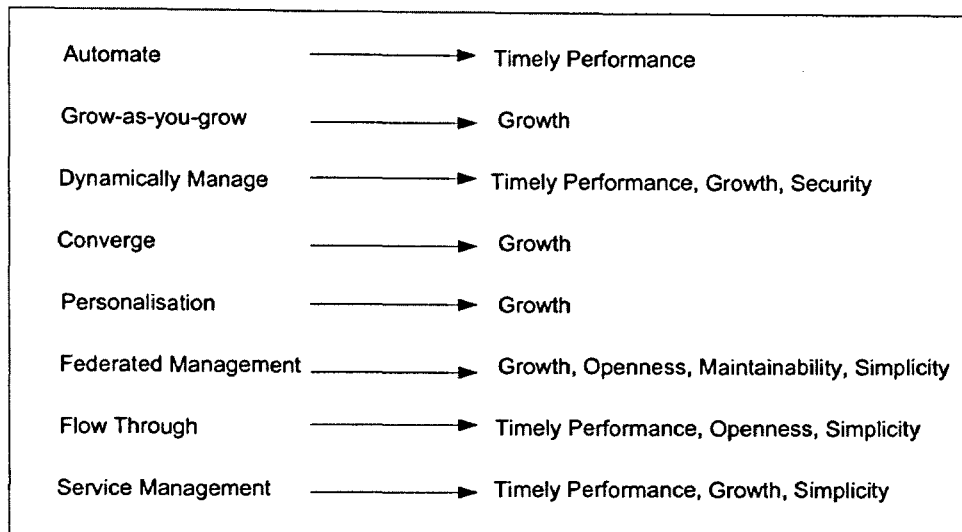 Automate Timely Performance
Grow-as-you-grow Growth
Dynamically Manage Timely Performance, Growth, Security
Converge Growth
Personalisation Growth
Federated Management Growth, Openness, Maintainability, Simplicity
Flow Through Timely Performance, Openness, Simplicity
Service Management Timely Performance, Growth, Simplicity